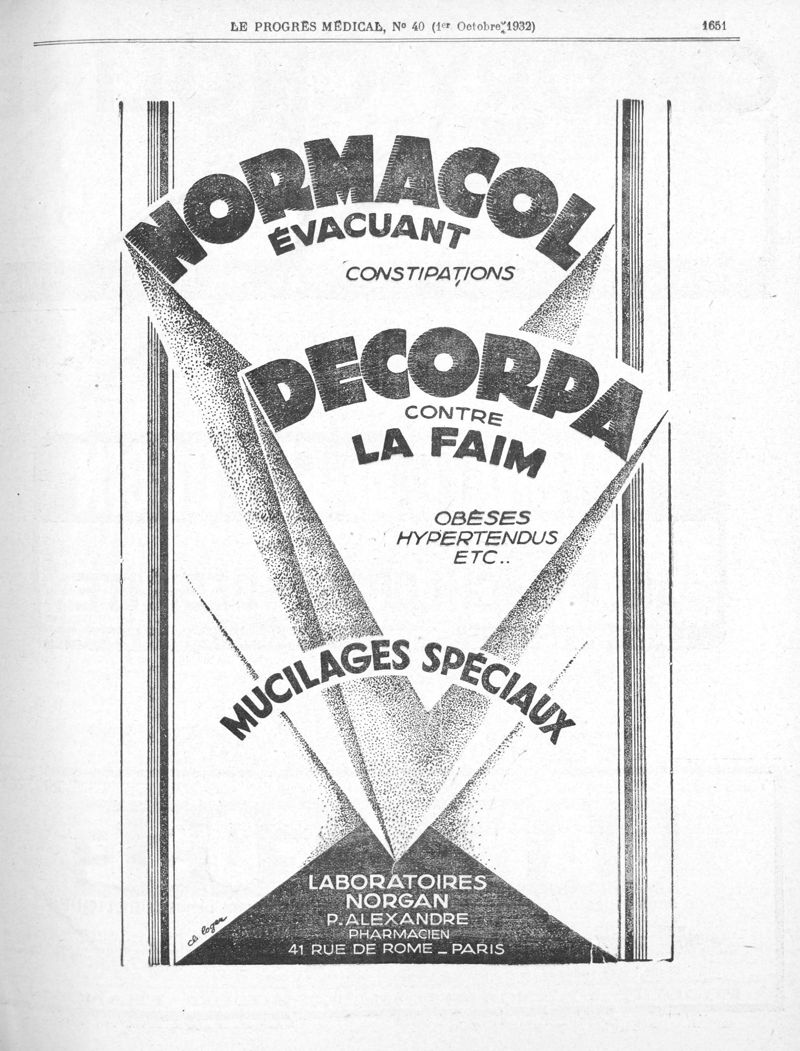 LE PROGRÈS MÉDICAL, No 40 (1er Octobre 1932) 1651
NORMACOL
ÉVACUANT
CONSTIPATIONS
DECORPA
CONTRE
LA FAIM
OBÈSES
HYPERTENDUS
ETC..
MUCILAGES SPÉCIAUX
LABORATOIRES
NORGAN
P. ALEXANDRE
PHARMACIEN
41 RUE DE ROME _ PARIS